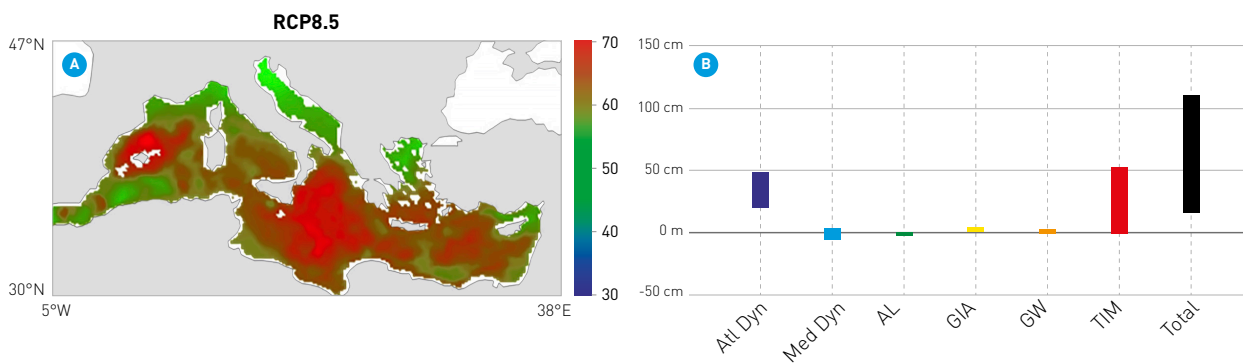 RCP8.5
47°N
A
30°N
5°W
38°E
70
60
50
40
30
B
150 cm
100 cm
50 cm
0 m
-50 cm
Atl Dyn
Med Dyn
AL
GIA
GW
TIM
Total